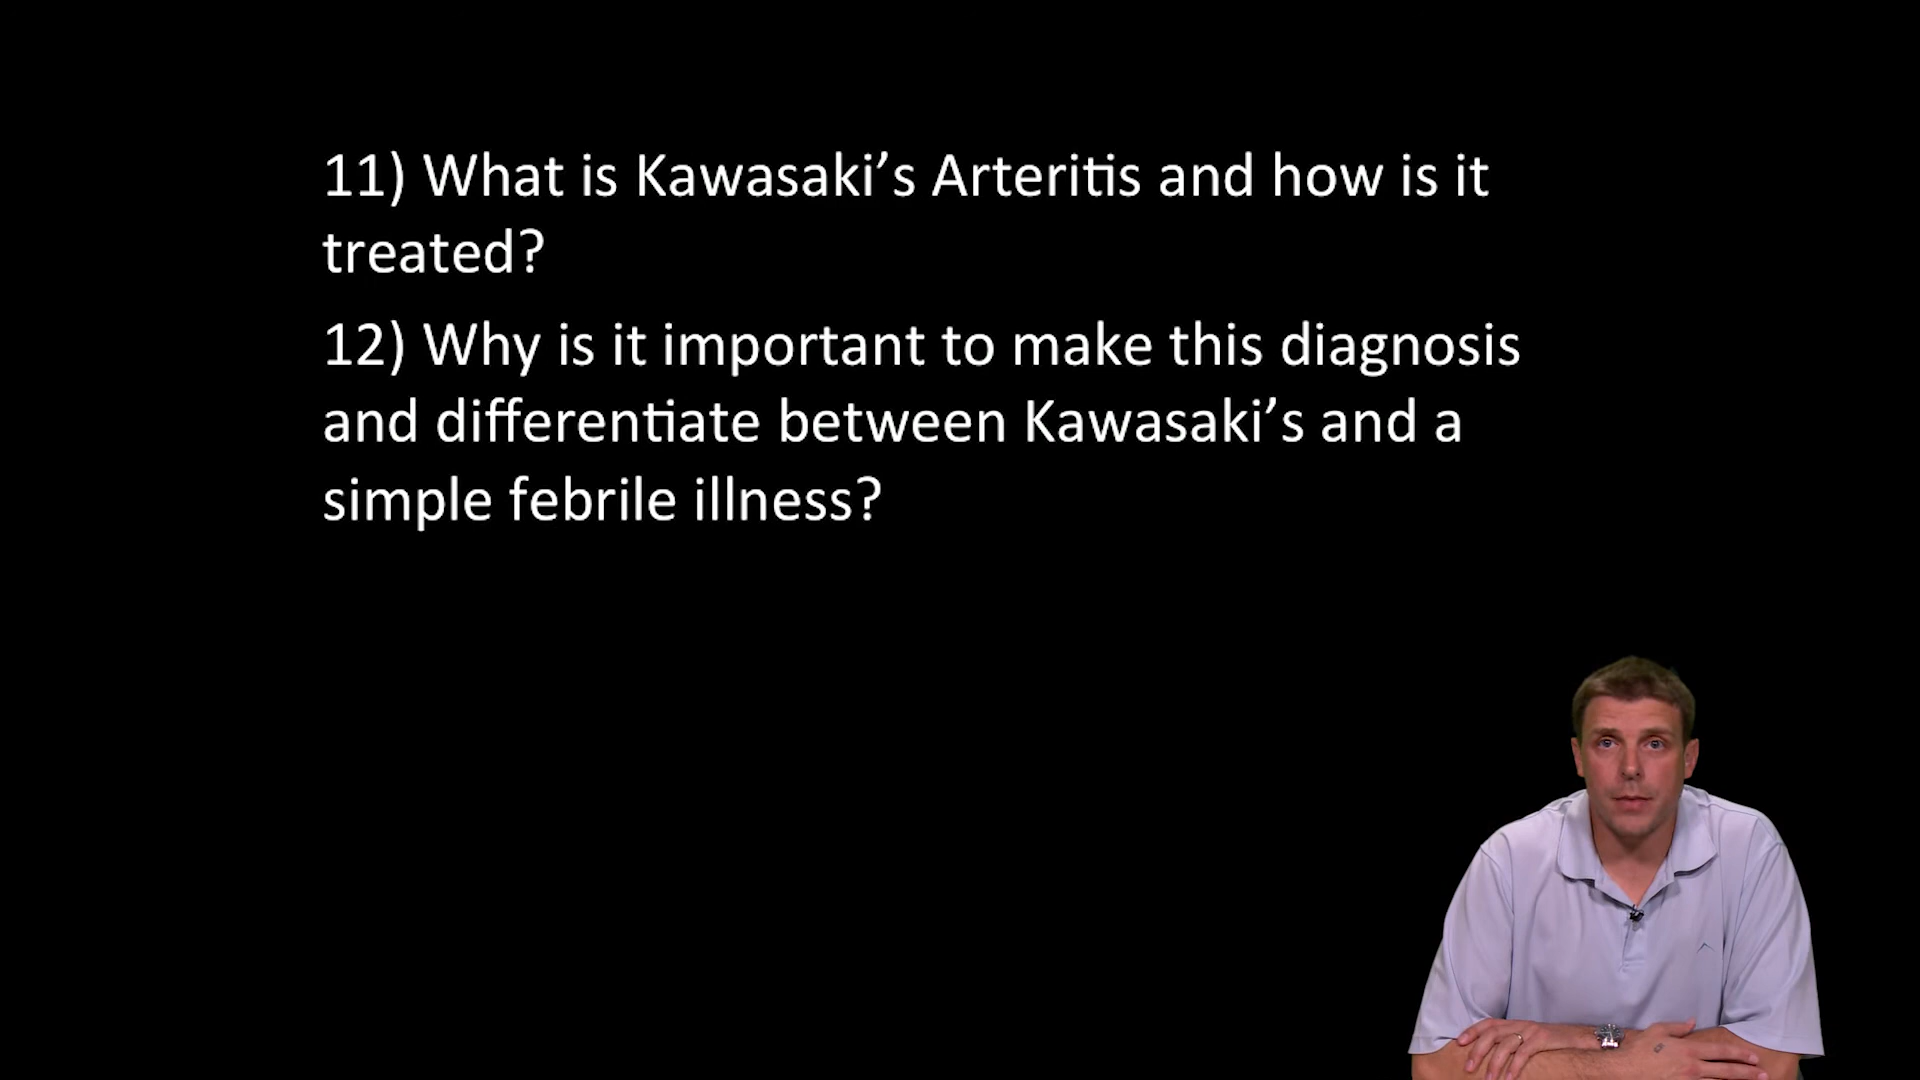 11) What is Kawasaki’s Arteritis and how is it
treated?
12) Why is it important to make this diagnosis
and differentiate between Kawasaki’s and a
simple febrile illness?